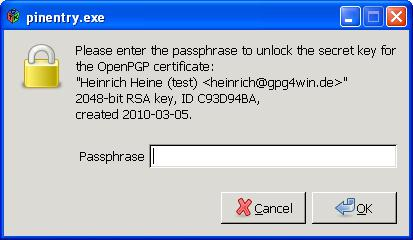 pinentry.exe
Please enter the passphrase to unlock the secret key for
the OpenPGP certificate:
"Heinrich Heine (test) <heinrich@gpg4win.de>"
2048-bit RSA key, ID C93D94BA,
created 2010-03-05.
Passphrase
Cancel
OK